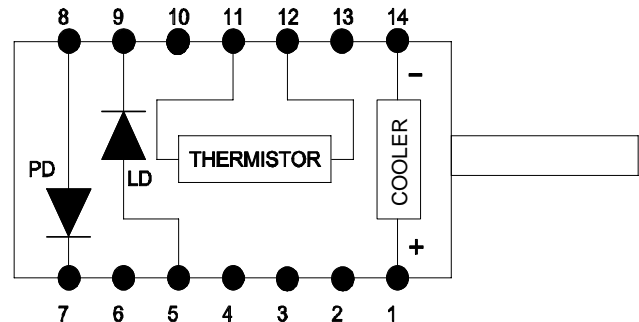 8 9 10 11 12 13 14
-
THERMISTOR
COOLER
PD
LD
+
7 6 5 4 3 2 1